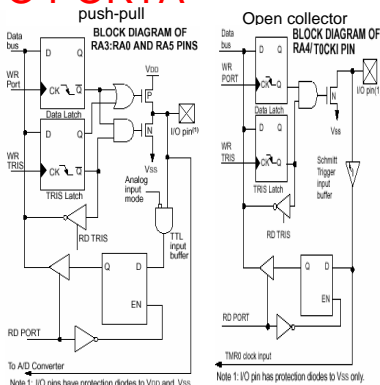 PORTA
push-pull
Data
bus
BLOCK DIAGRAM OF
RA3:RA0 AND RA5 PINS
D Q
VDD
WR
Port
CK Q
P
Data Latch
N
I/O pin(1)
D Q
WR
TRIS
CK Q
VSS
TRIS Latch
Analog
input
mode
TTL
input
buffer
RD TRIS
Q D
EN
RD PORT
To A/D Converter
Note 1: I/O pins have protection diodes to VDD and VSS
Open collector
Data
bus
BLOCK DIAGRAM OF
RA4/T0CKI PIN
D Q
WR
PORT
CK Q
Data Latch
N
I/O pin(1
D Q
VSS
WR
TRIS
CK Q
TRIS Latch
Schmitt
Trigger
input
buffer
RD TRIS
Q D
EN
RD PORT
TMR0 clock input
Note 1: I/O pin has protection diodes to VSS only.